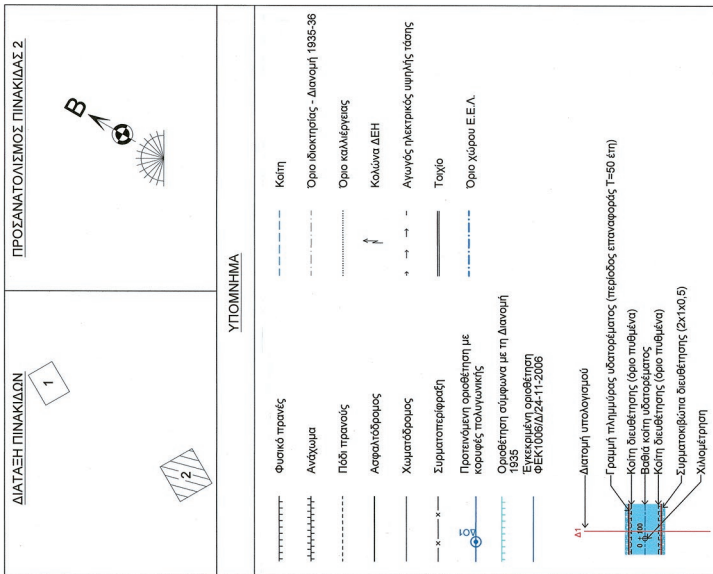 ΔΙΑΤΑΞΗ ΠΙΝΑΚΙΔΩΝ
1
2
ΠΡΟΣΑΝΑΤΟΛΙΣΜΟΣ ΠΙΝΑΚΙΔΑΣ 2
Β
ΥΠΟΜΝΗΜΑ
Φυσικό πρανές
Ανάχωμα
Πόδι πρανούς
Ασφαλτόδρομος
Χωματόδρομος
x x Συρματοπερίφραξη
ΔΟ1
Προτεινόμενη οριοθέτηση με
κορυφές πολυγωνικής
Οριοθέτηση σύμφωνα με τη Διανομή
1935
Έγκεκριμένη οριοθέτηση
ΦΕΚ1006/Δ/24-11-2006
Κοίτη
Όριο ιδιοκτησίας - Διανομή 1935-36
Όριο καλλιέργειας
Κολώνα ΔΕΗ
Αγωγός ηλεκτρικός υψηλής τάσης
Τοιχίο
Όριο χώρου Ε.Ε.Λ.
Δ1
0 + 100
Διατομή υπολογισμού
Γραμμή πλημμύρας υδατορέματος (περίοδος επαναφοράς Τ=50 έτη)
Κοίτη διευθέτησης (όριο πυθμένα)
Βαθιά κοίτη υδατορέματος
Κοίτη διευθέτησης (όριο πυθμένα)
Συρματοκιβώτια διευθέτησης (2x1x0,5)
Χιλιομέτρηση